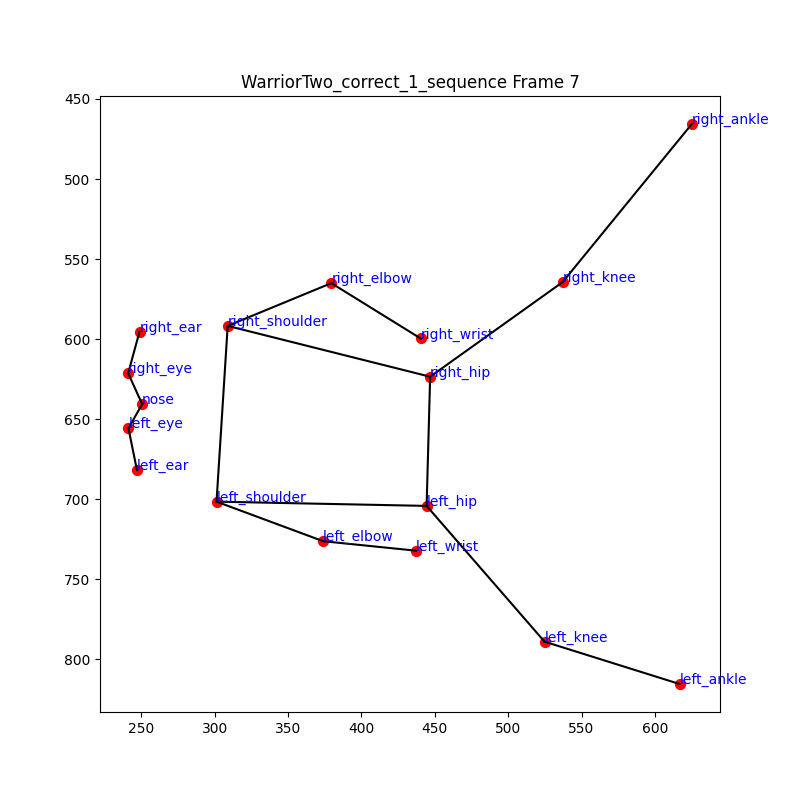 WarriorTwo_correct_1_sequence Frame 7
450
right_ankle
500
550
right_elbow
right_knee
right_ear
right_shoulder
600
right_wrist
right_eye
right_hip
nose
650
left_eye
left_ear
700
left_shoulder
left_hip
left_elbow
left_wrist
750
left_knee
800
left_ankle
250 300 350 400 450 500 550 600